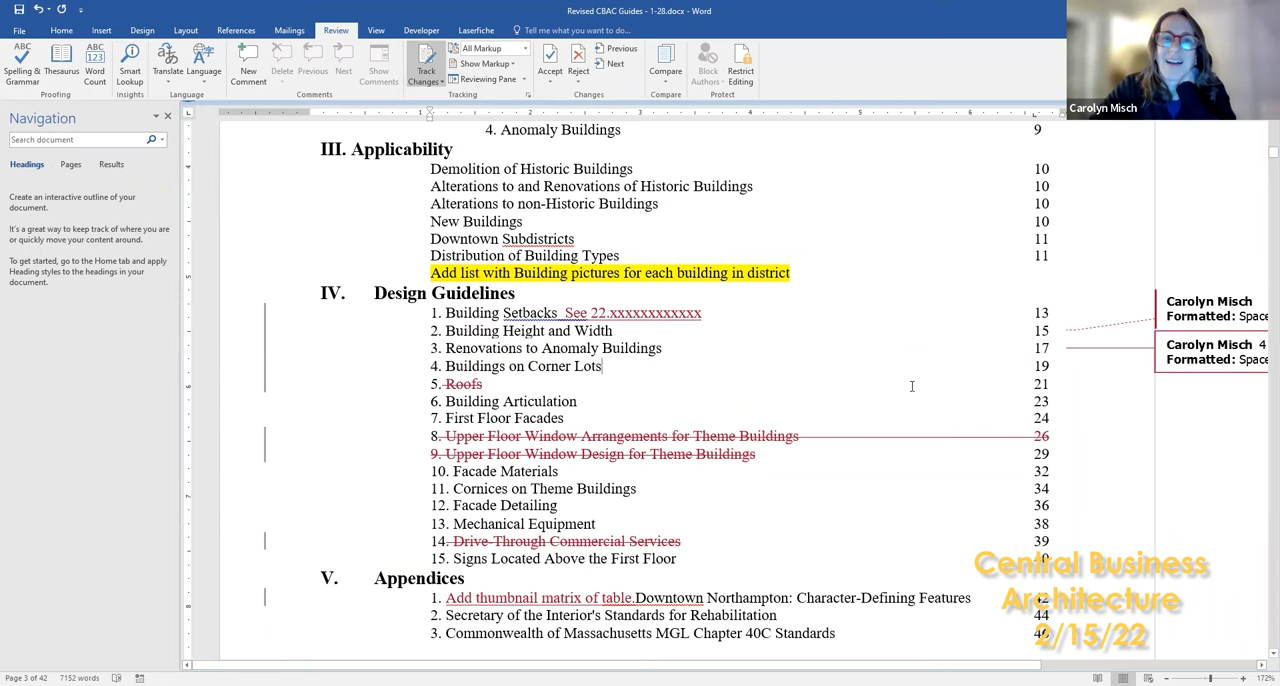 Revised CBAC Guides - 1-28.docx - Word
File Home Insert Design Layout References Mailings Review View Developer Laserfiche Tell me what you want to do...
Spelling & Grammar
Thesaurus
Word Count
Smart Lookup
Translate
Language
New Comment
Delete
Previous
Next
Show Comments
Track Changes
All Markup
Show Markup
Reviewing Pane
Accept
Reject
Previous
Next
Compare
Block Authors
Restrict Editing
Proofing Insights Language Comments Tracking Changes Compare Protect
Carolyn Misch
Navigation
Search document
Headings Pages Results
Create an interactive outline of your document.
It's a great way to keep track of where you are or quickly move your content around.
To get started, go to the Home tab and apply Heading styles to the headings in your document.
4. Anomaly Buildings 9
III. Applicability
Demolition of Historic Buildings 10
Alterations to and Renovations of Historic Buildings 10
Alterations to non-Historic Buildings 10
New Buildings 10
Downtown Subdistricts 11
Distribution of Building Types 11
Add list with Building pictures for each building in district
IV. Design Guidelines
1. Building Setbacks See 22.xxxxxxxxxxxx 13
2. Building Height and Width 15
3. Renovations to Anomaly Buildings 17
4. Buildings on Corner Lots 19
5. Roofs 21
6. Building Articulation 23
7. First Floor Facades 24
8. Upper Floor Window Arrangements for Theme Buildings 26
9. Upper Floor Window Design for Theme Buildings 29
10. Facade Materials 32
11. Cornices on Theme Buildings 34
12. Facade Detailing 36
13. Mechanical Equipment 38
14. Drive-Through Commercial Services 39
15. Signs Located Above the First Floor
V. Appendices
1. Add thumbnail matrix of table.Downtown Northampton: Character-Defining Features 42
2. Secretary of the Interior's Standards for Rehabilitation 44
3. Commonwealth of Massachusetts MGL Chapter 40C Standards
Carolyn Misch
Formatted: Space
Carolyn Misch 4
Formatted: Space
Central Business
Architecture
2/15/22
Page 3 of 42 7152 words
172%